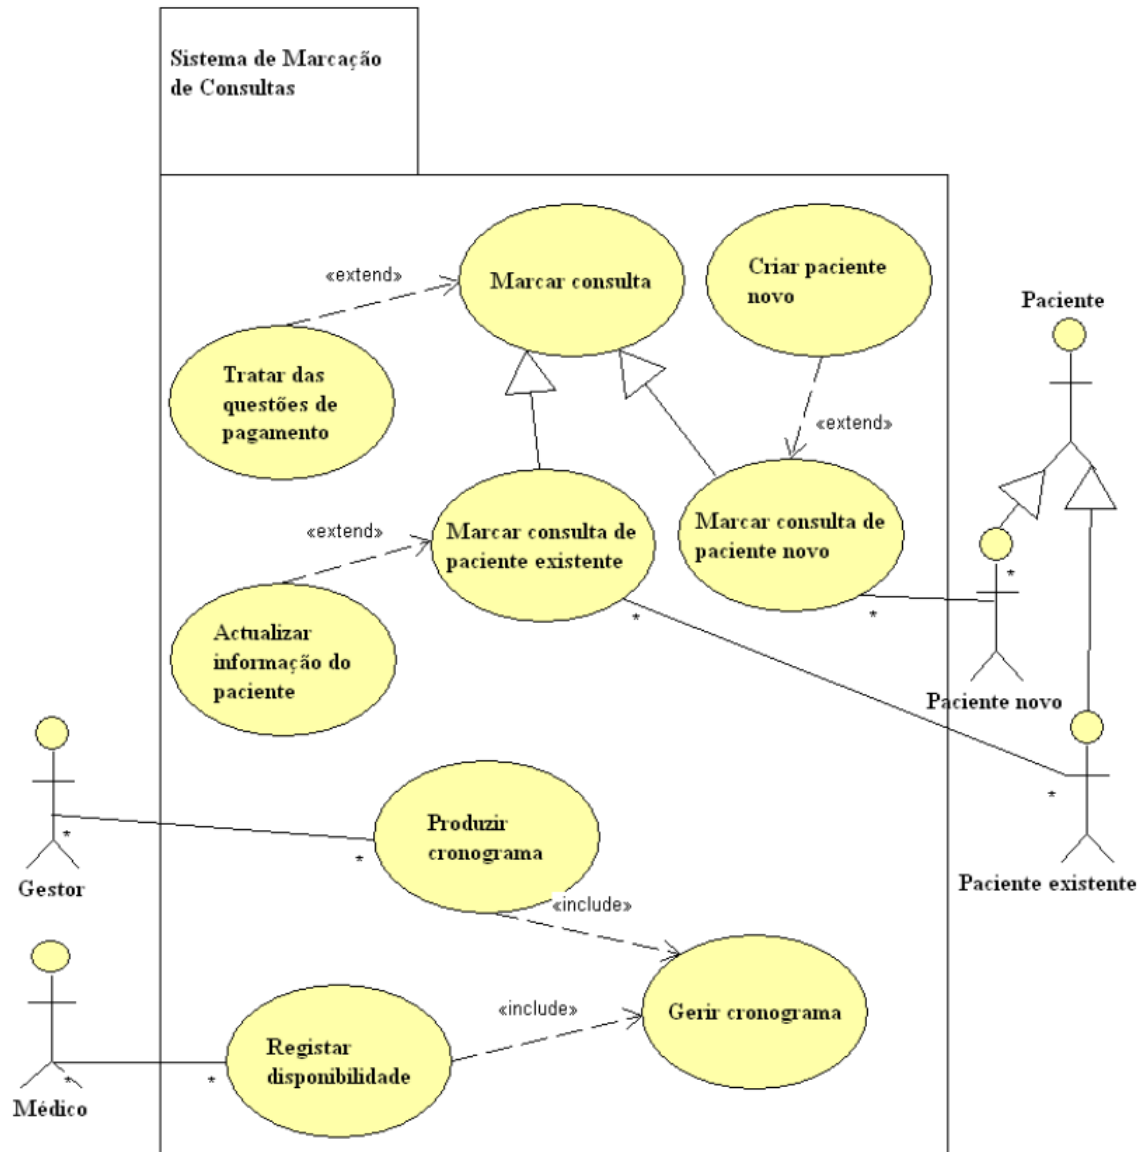 Sistema de Marcação
de Consultas
Marcar consulta
Criar paciente
novo
«extend»
Paciente
Tratar das
questões de
pagamento
«extend»
«extend»
Marcar consulta de
paciente existente
Marcar consulta de
paciente novo
*
*
*
Actualizar
informação do
paciente
Paciente novo
*
Produzir
cronograma
*
*
Gestor
Paciente existente
«include»
«include»
Gerir cronograma
Registar
disponibilidade
*
*
Médico